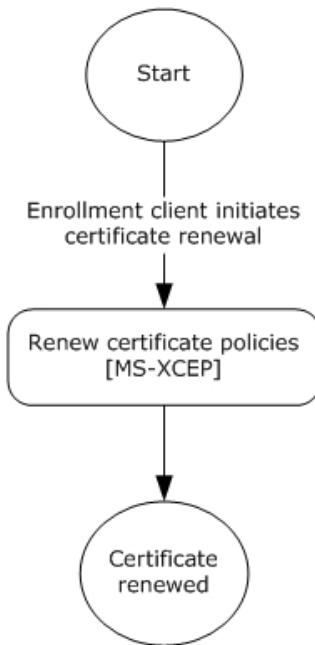 Start
Enrollment client initiates
certificate renewal
Renew certificate policies
[MS-XCEP]
Certificate
renewed